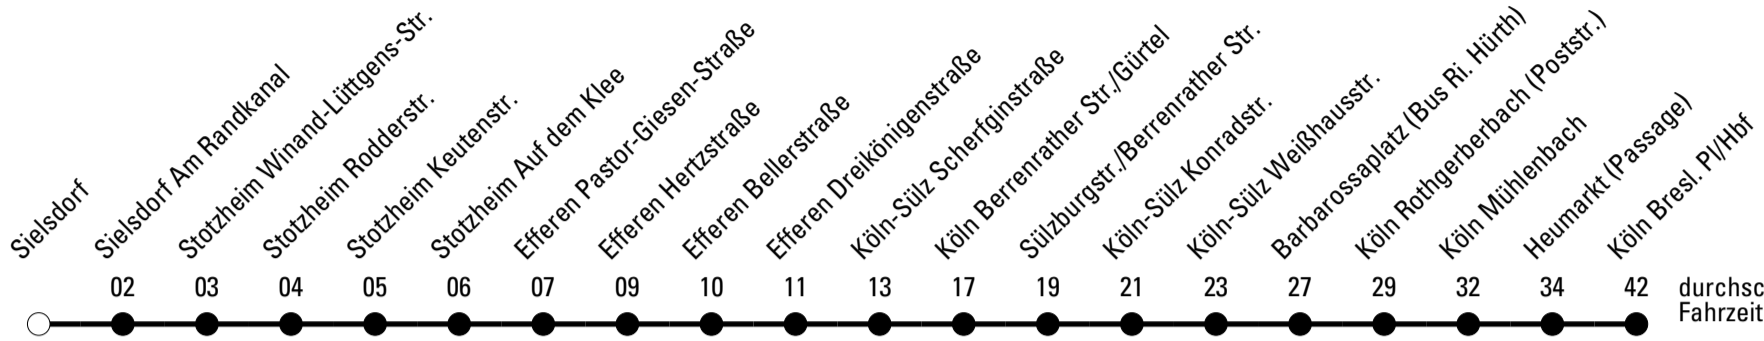 Sielsdorf
Sielsdorf Am Randkanal
Stotzheim Winand-Lüttgens-Str.
Stotzheim Rodderstr.
Stotzheim Keutenstr.
Stotzheim Auf dem Klee
Efferen Pastor-Giesen-Straße
Efferen Hertzstraße
Efferen Bellerstraße
Efferen Dreikönigenstraße
Köln-Sülz Scherfginstraße
Köln Berrenrather Str./Gürtel
Sülzburgstr./Berrenrather Str.
Köln-Sülz Konradstr.
Köln-Sülz Weißhausstr.
Barbarossaplatz (Bus Ri. Hürth)
Köln Rothgerberbach (Poststr.)
Köln Mühlenbach
Heumarkt (Passage)
Köln Bresl. Pl/Hbf
02 03 04 05 06 07 09 10 11 13 17 19 21 23 27 29 32 34 42 durchsc
Fahrzeit